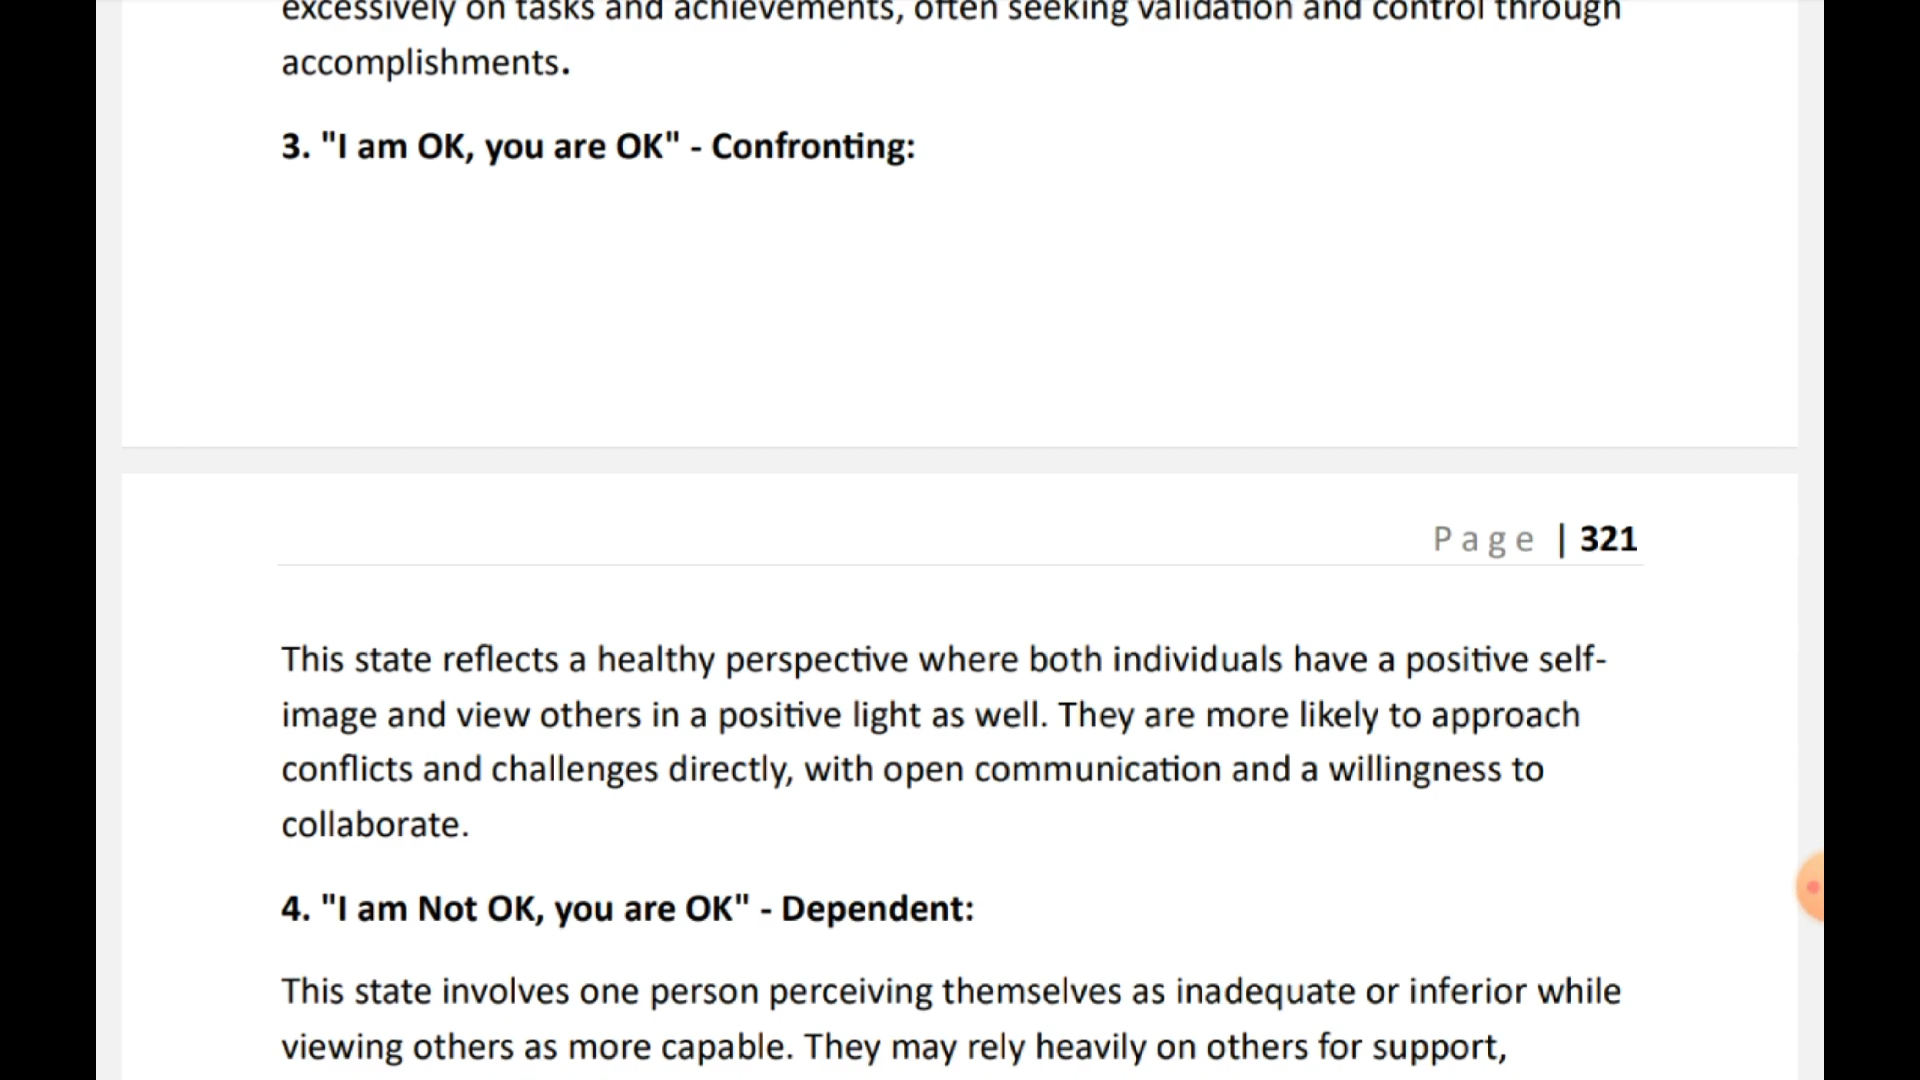 excessively on tasks and achievements, often seeking validation and control through
accomplishments.
3. "I am OK, you are OK" - Confronting:
Page | 321
This state reflects a healthy perspective where both individuals have a positive self-
image and view others in a positive light as well. They are more likely to approach
conflicts and challenges directly, with open communication and a willingness to
collaborate.
4. "I am Not OK, you are OK" - Dependent:
This state involves one person perceiving themselves as inadequate or inferior while
viewing others as more capable. They may rely heavily on others for support,